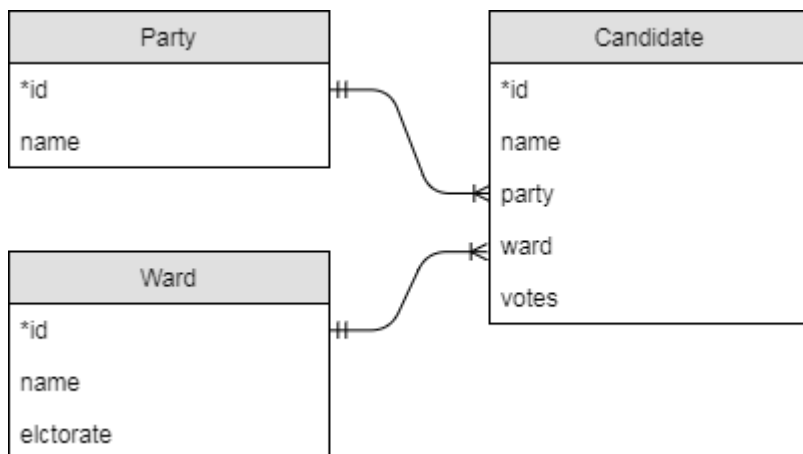 Party
*id
name
Candidate
*id
name
party
ward
votes
Ward
*id
name
elctorate